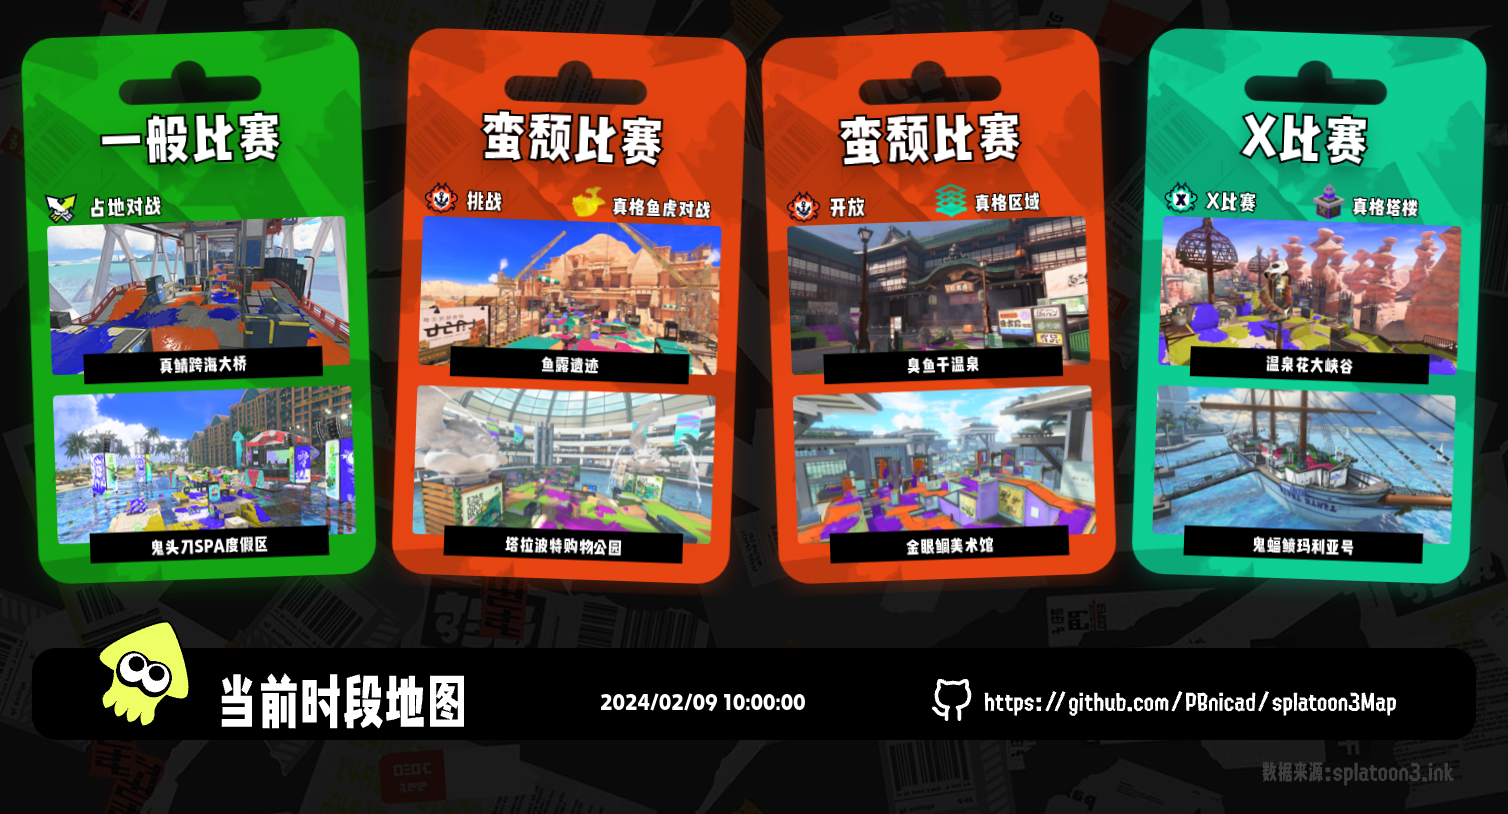 一般比赛
占地对战
真鲭跨海大桥
鬼头刀SPA度假区
蛮颓比赛
挑战
真格鱼虎对战
鱼露遗迹
塔拉波特购物公园
蛮颓比赛
开放
真格区域
臭鱼干温泉
金眼鲷美术馆
X比赛
X比赛
真格塔楼
温泉花大峡谷
鬼蝠鲼玛利亚号
当前时段地图
2024/02/09 10:00:00
https://github.com/PBnicad/splatoon3Map
数据来源:splatoon3.ink